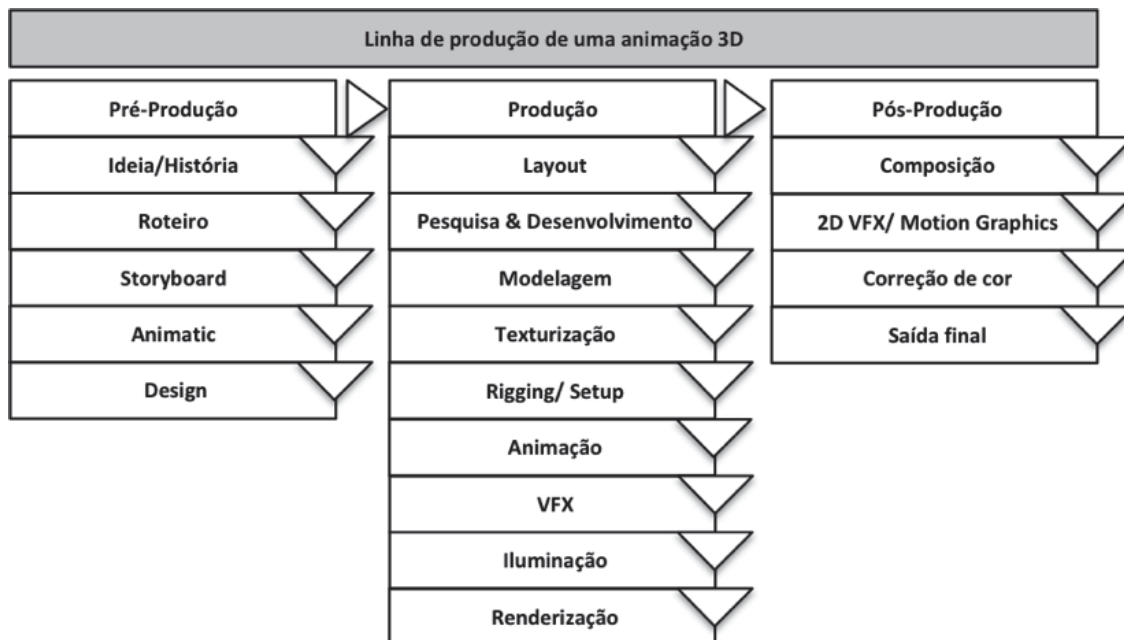 Linha de produção de uma animação 3D
Pré-Produção
Ideia/História
Roteiro
Storyboard
Animatic
Design
Produção
Layout
Pesquisa & Desenvolvimento
Modelagem
Texturização
Rigging/ Setup
Animação
VFX
Iluminação
Renderização
Pós-Produção
Composição
2D VFX/ Motion Graphics
Correção de cor
Saída final